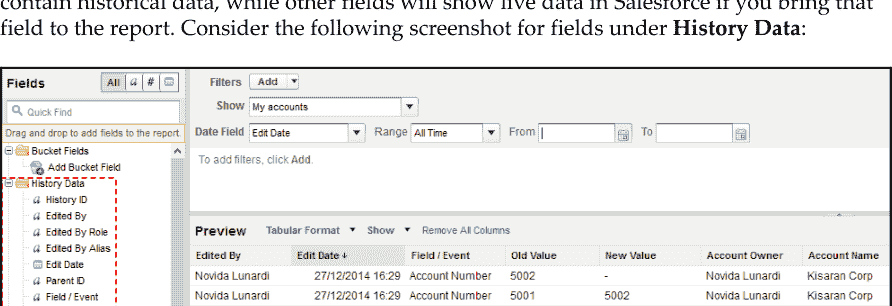 contain historical data, while other fields will show live data in Salesforce if you bring that
field to the report. Consider the following screenshot for fields under History Data:
Fields All a #
Quick Find
Drag and drop to add fields to the report.
Bucket Fields
Add Bucket Field
History Data
a History ID
a Edited By
a Edited By Role
a Edited By Alias
Edit Date
a Parent ID
a Field / Event
Filters Add
Show My accounts
Date Field Edit Date Range All Time From To
To add filters, click Add.
Preview Tabular Format Show Remove All Columns
Edited By Edit Date ↓ Field / Event Old Value New Value Account Owner Account Name
Novida Lunardi 27/12/2014 16:29 Account Number 5002 - Novida Lunardi Kisaran Corp
Novida Lunardi 27/12/2014 16:29 Account Number 5001 5002 Novida Lunardi Kisaran Corp